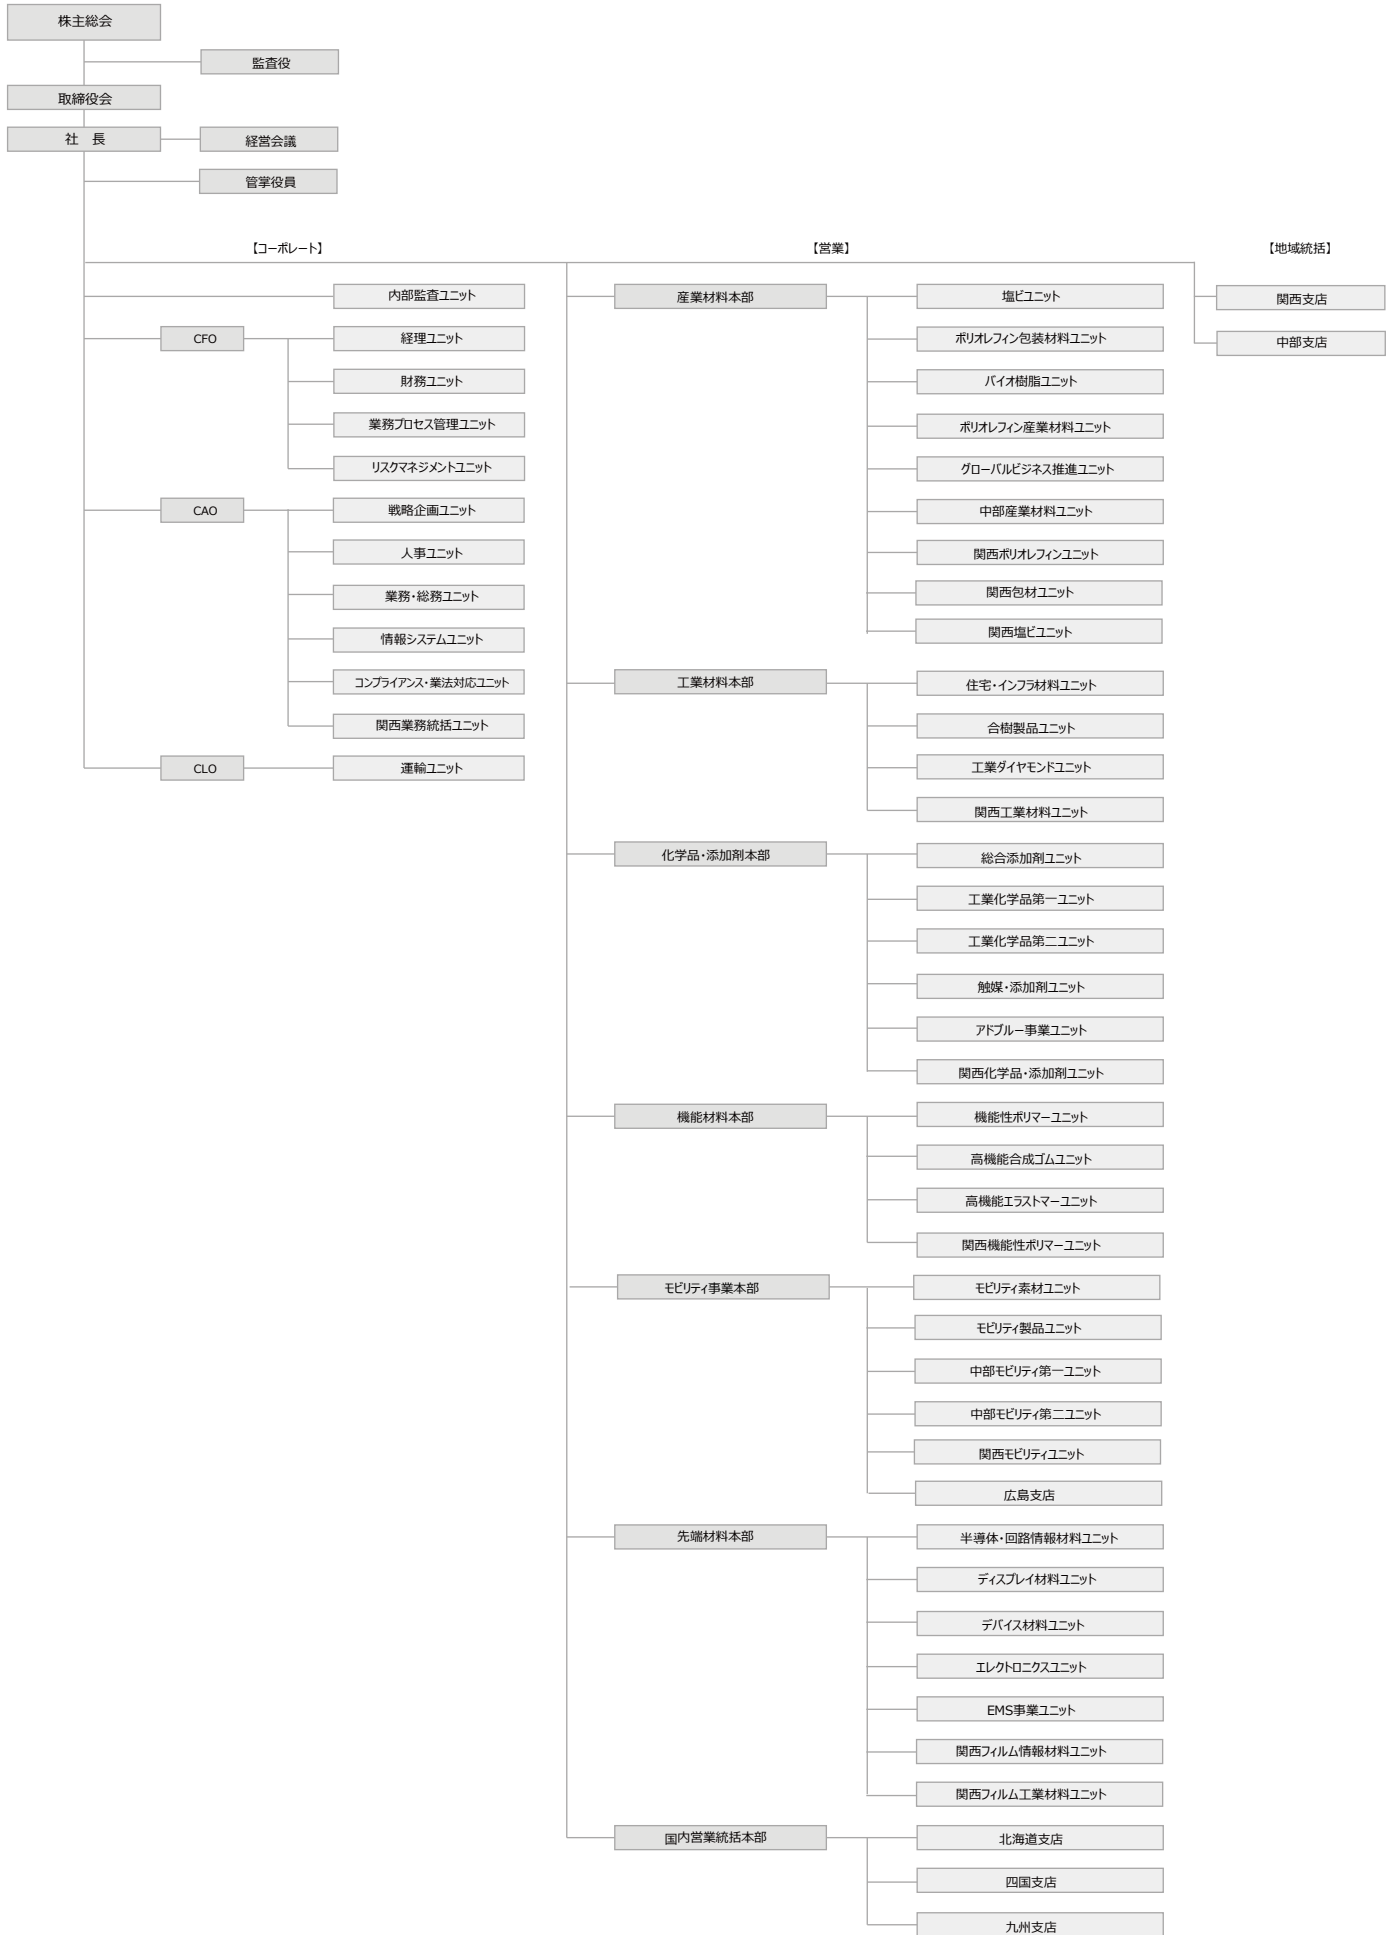 株主総会
監査役
取締役会
社　長
経営会議
管掌役員
【コーポレート】
【営業】
【地域統括】
内部監査ユニット
CFO
経理ユニット
財務ユニット
業務プロセス管理ユニット
リスクマネジメントユニット
CAO
戦略企画ユニット
人事ユニット
業務・総務ユニット
情報システムユニット
コンプライアンス・業法対応ユニット
関西業務統括ユニット
CLO
運輸ユニット
産業材料本部
塩ビユニット
ポリオレフィン包装材料ユニット
バイオ樹脂ユニット
ポリオレフィン産業材料ユニット
グローバルビジネス推進ユニット
中部産業材料ユニット
関西ポリオレフィンユニット
関西包材ユニット
関西塩ビユニット
工業材料本部
住宅・インフラ材料ユニット
合樹製品ユニット
工業ダイヤモンドユニット
関西工業材料ユニット
化学品・添加剤本部
総合添加剤ユニット
工業化学品第一ユニット
工業化学品第二ユニット
触媒・添加剤ユニット
アドブルー事業ユニット
関西化学品・添加剤ユニット
機能材料本部
機能性ポリマーユニット
高機能合成ゴムユニット
高機能エラストマーユニット
関西機能性ポリマーユニット
モビリティ事業本部
モビリティ素材ユニット
モビリティ製品ユニット
中部モビリティ第一ユニット
中部モビリティ第二ユニット
関西モビリティユニット
広島支店
先端材料本部
半導体・回路情報材料ユニット
ディスプレイ材料ユニット
デバイス材料ユニット
エレクトロニクスユニット
EMS事業ユニット
関西フィルム情報材料ユニット
関西フィルム工業材料ユニット
国内営業統括本部
北海道支店
四国支店
九州支店
関西支店
中部支店